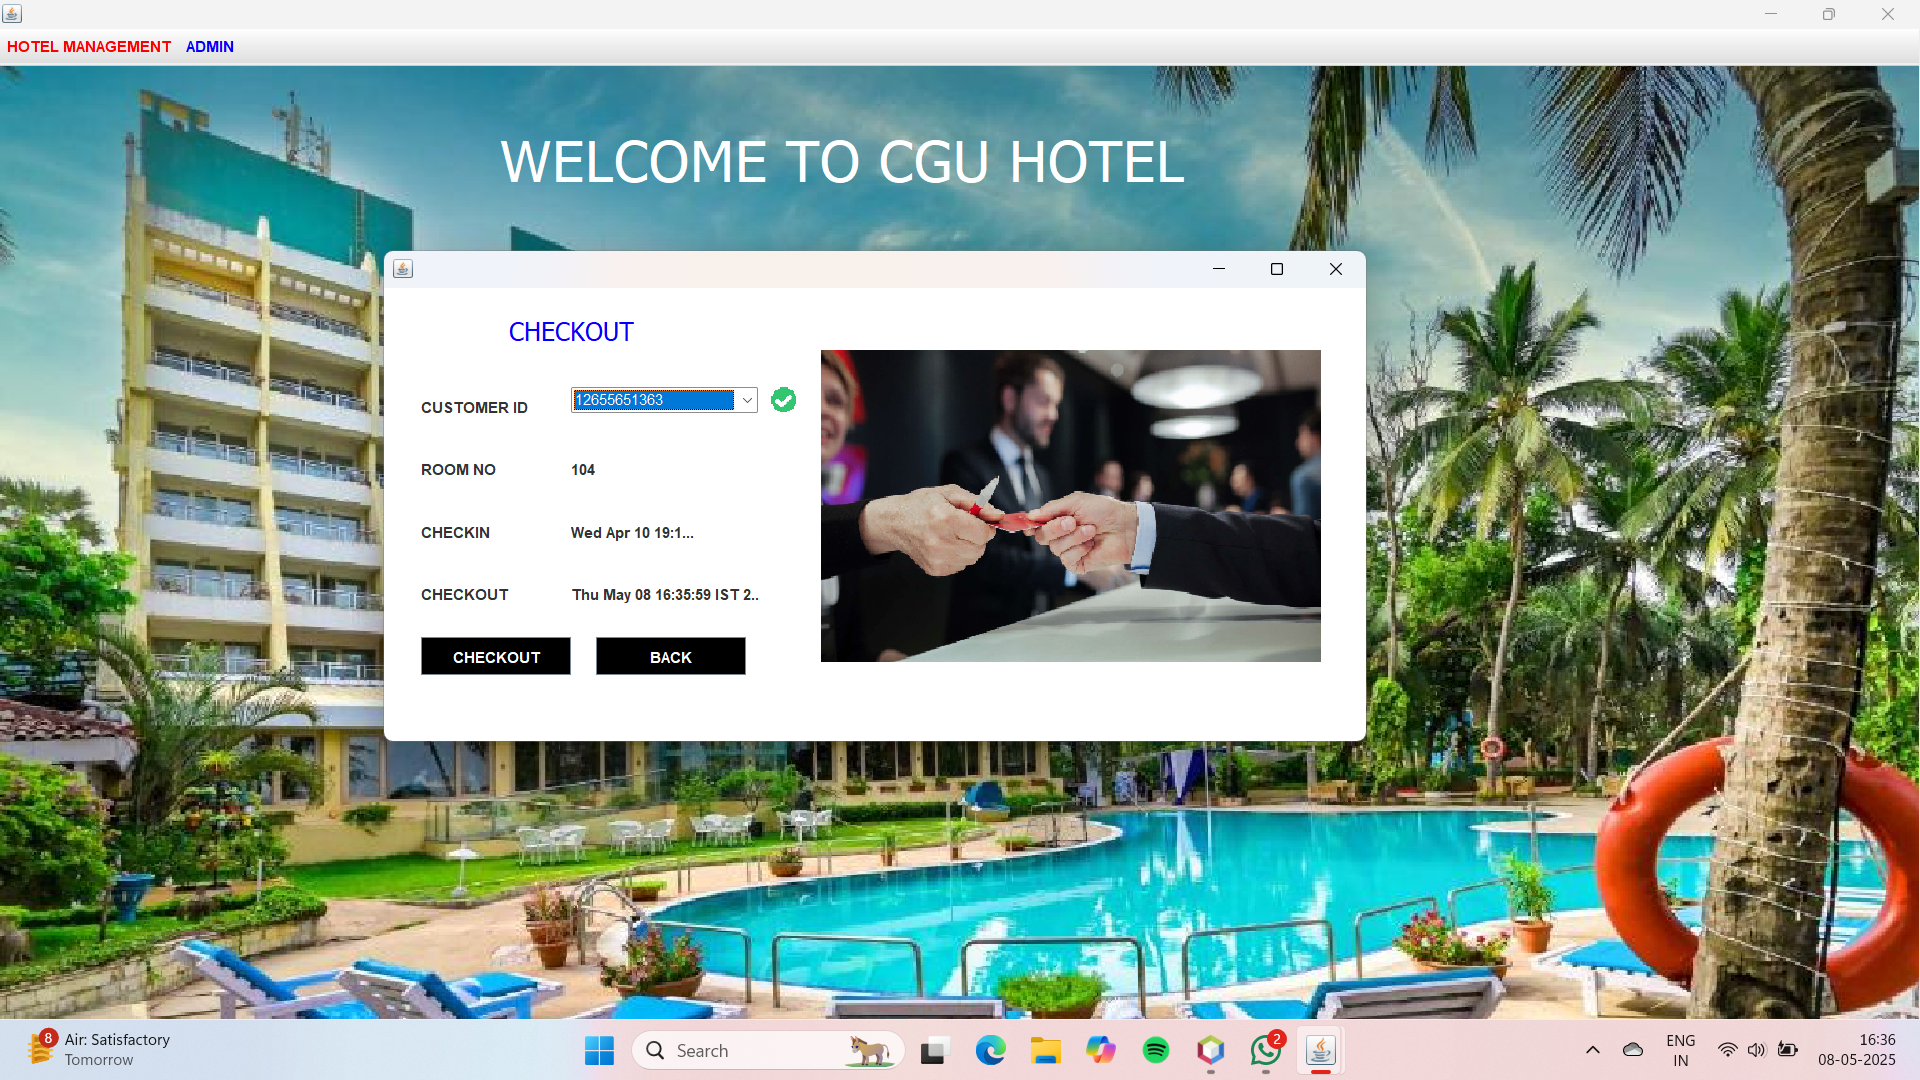 HOTEL MANAGEMENT ADMIN
WELCOME TO CGU HOTEL
CHECKOUT
CUSTOMER ID 12655651363
ROOM NO 104
CHECKIN Wed Apr 10 19:1...
CHECKOUT Thu May 08 16:35:59 IST 2..
CHECKOUT BACK
8
Air: Satisfactory
Tomorrow
Search
2
ENG
IN
16:36
08-05-2025